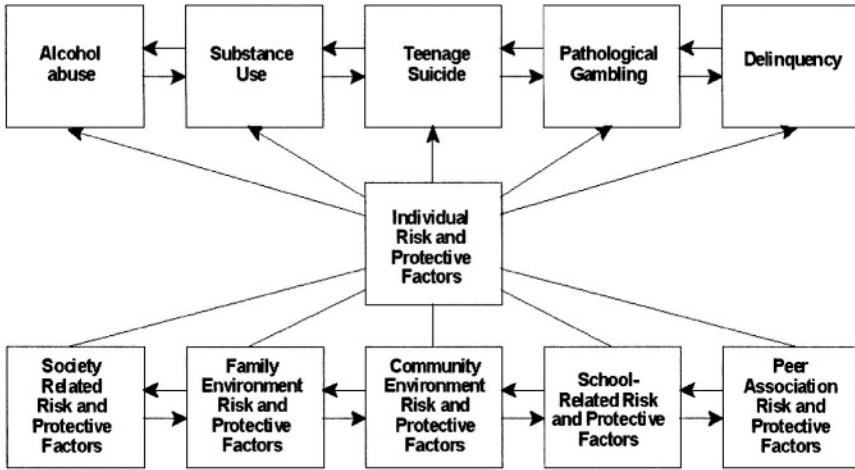 Alcohol
abuse
Substance
Use
Teenage
Suicide
Pathological
Gambling
Delinquency
Individual
Risk and
Protective
Factors
Society
Related
Risk and
Protective
Factors
Family
Environment
Risk and
Protective
Factors
Community
Environment
Risk and
Protective
Factors
School-
Related Risk
and Protective
Factors
Peer
Association
Risk and
Protective
Factors